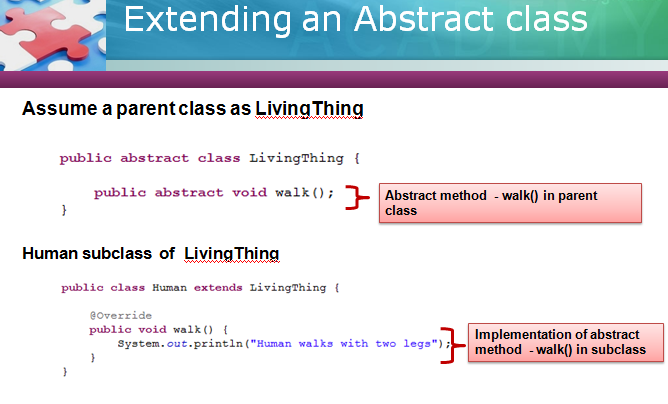 Extending an Abstract class
ACADEMY
Assume a parent class as LivingThing
public abstract class LivingThing {
public abstract void walk();
}
Abstract method - walk() in parent
class
Human subclass of LivingThing
public class Human extends LivingThing {
@Override
public void walk() {
System.out.println("Human walks with two legs");
}
}
Implementation of abstract
method - walk() in subclass